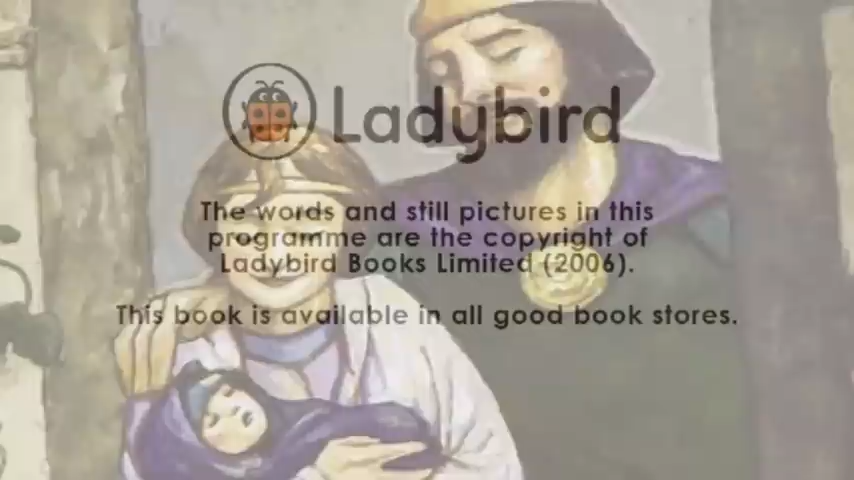 Ladybird
The words and still pictures in this
programme are the copyright of
Ladybird Books Limited (2006).
This book is available in all good book stores.